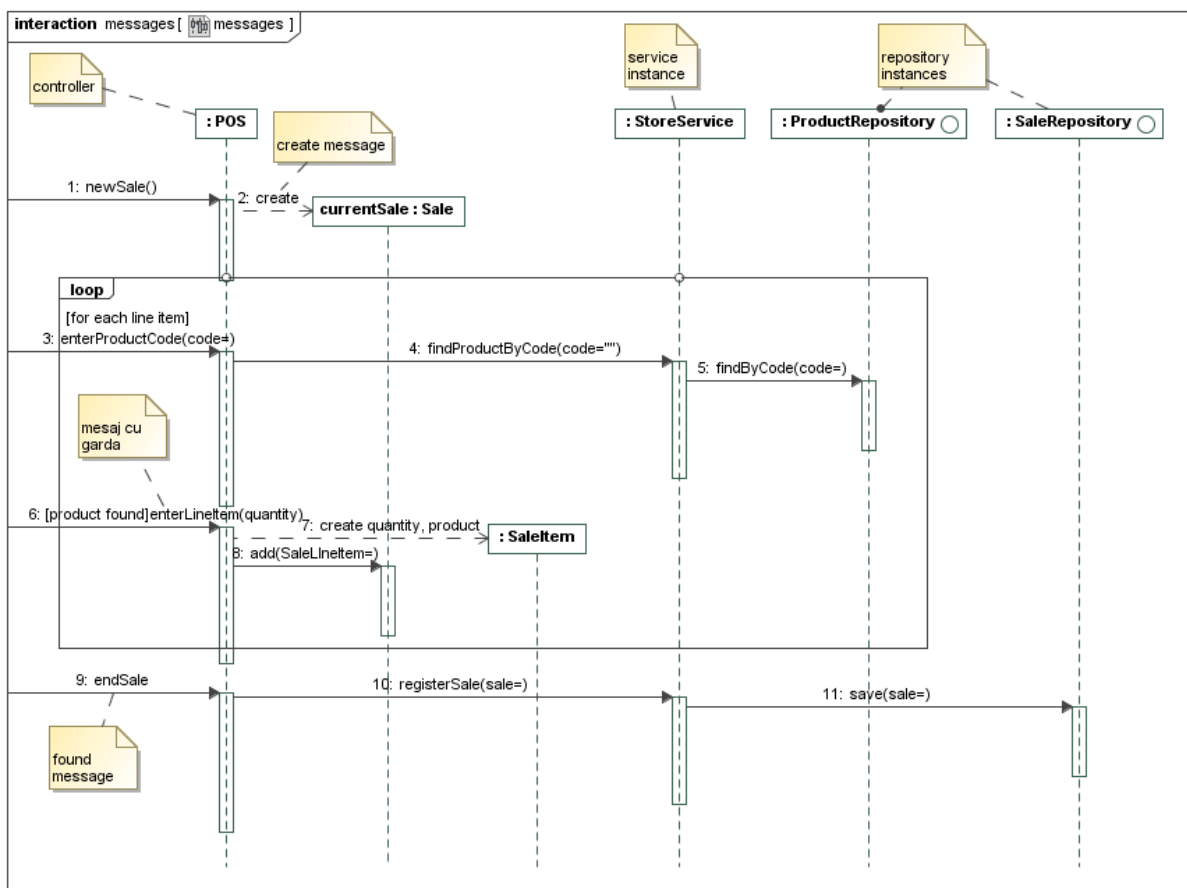 interaction messages [ messages ]
controller
service
instance
repository
instances
: POS
create message
: StoreService
: ProductRepository
: SaleRepository
1: newSale()
2: create
currentSale : Sale
loop
[for each line item]
3: enterProductCode(code=)
4: findProductByCode(code="")
5: findByCode(code=)
mesaj cu
garda
6: [product found]enterLineItem(quantity)
7: create quantity, product
: SaleItem
8: add(SaleLIneItem=)
9: endSale
10: registerSale(sale=)
11: save(sale=)
found
message